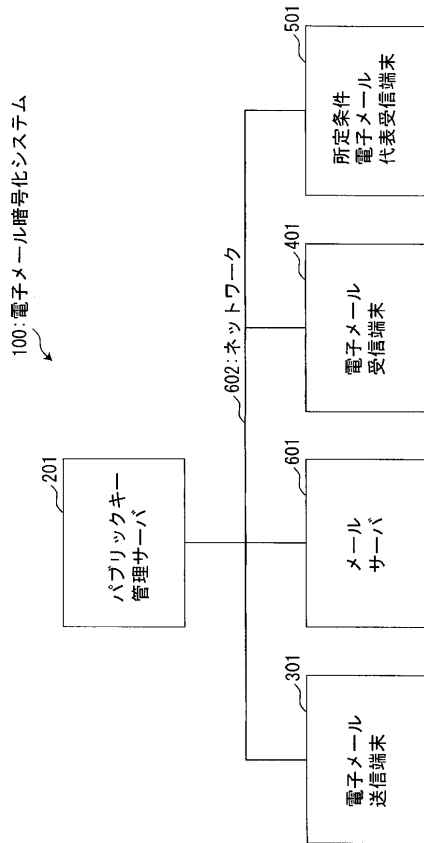 100:電子メール暗号化システム
201
パブリックキー
管理サーバ
602:ネットワーク
301
電子メール
送信端末
601
メール
サーバ
401
電子メール
受信端末
501
所定条件
電子メール
代表受信端末